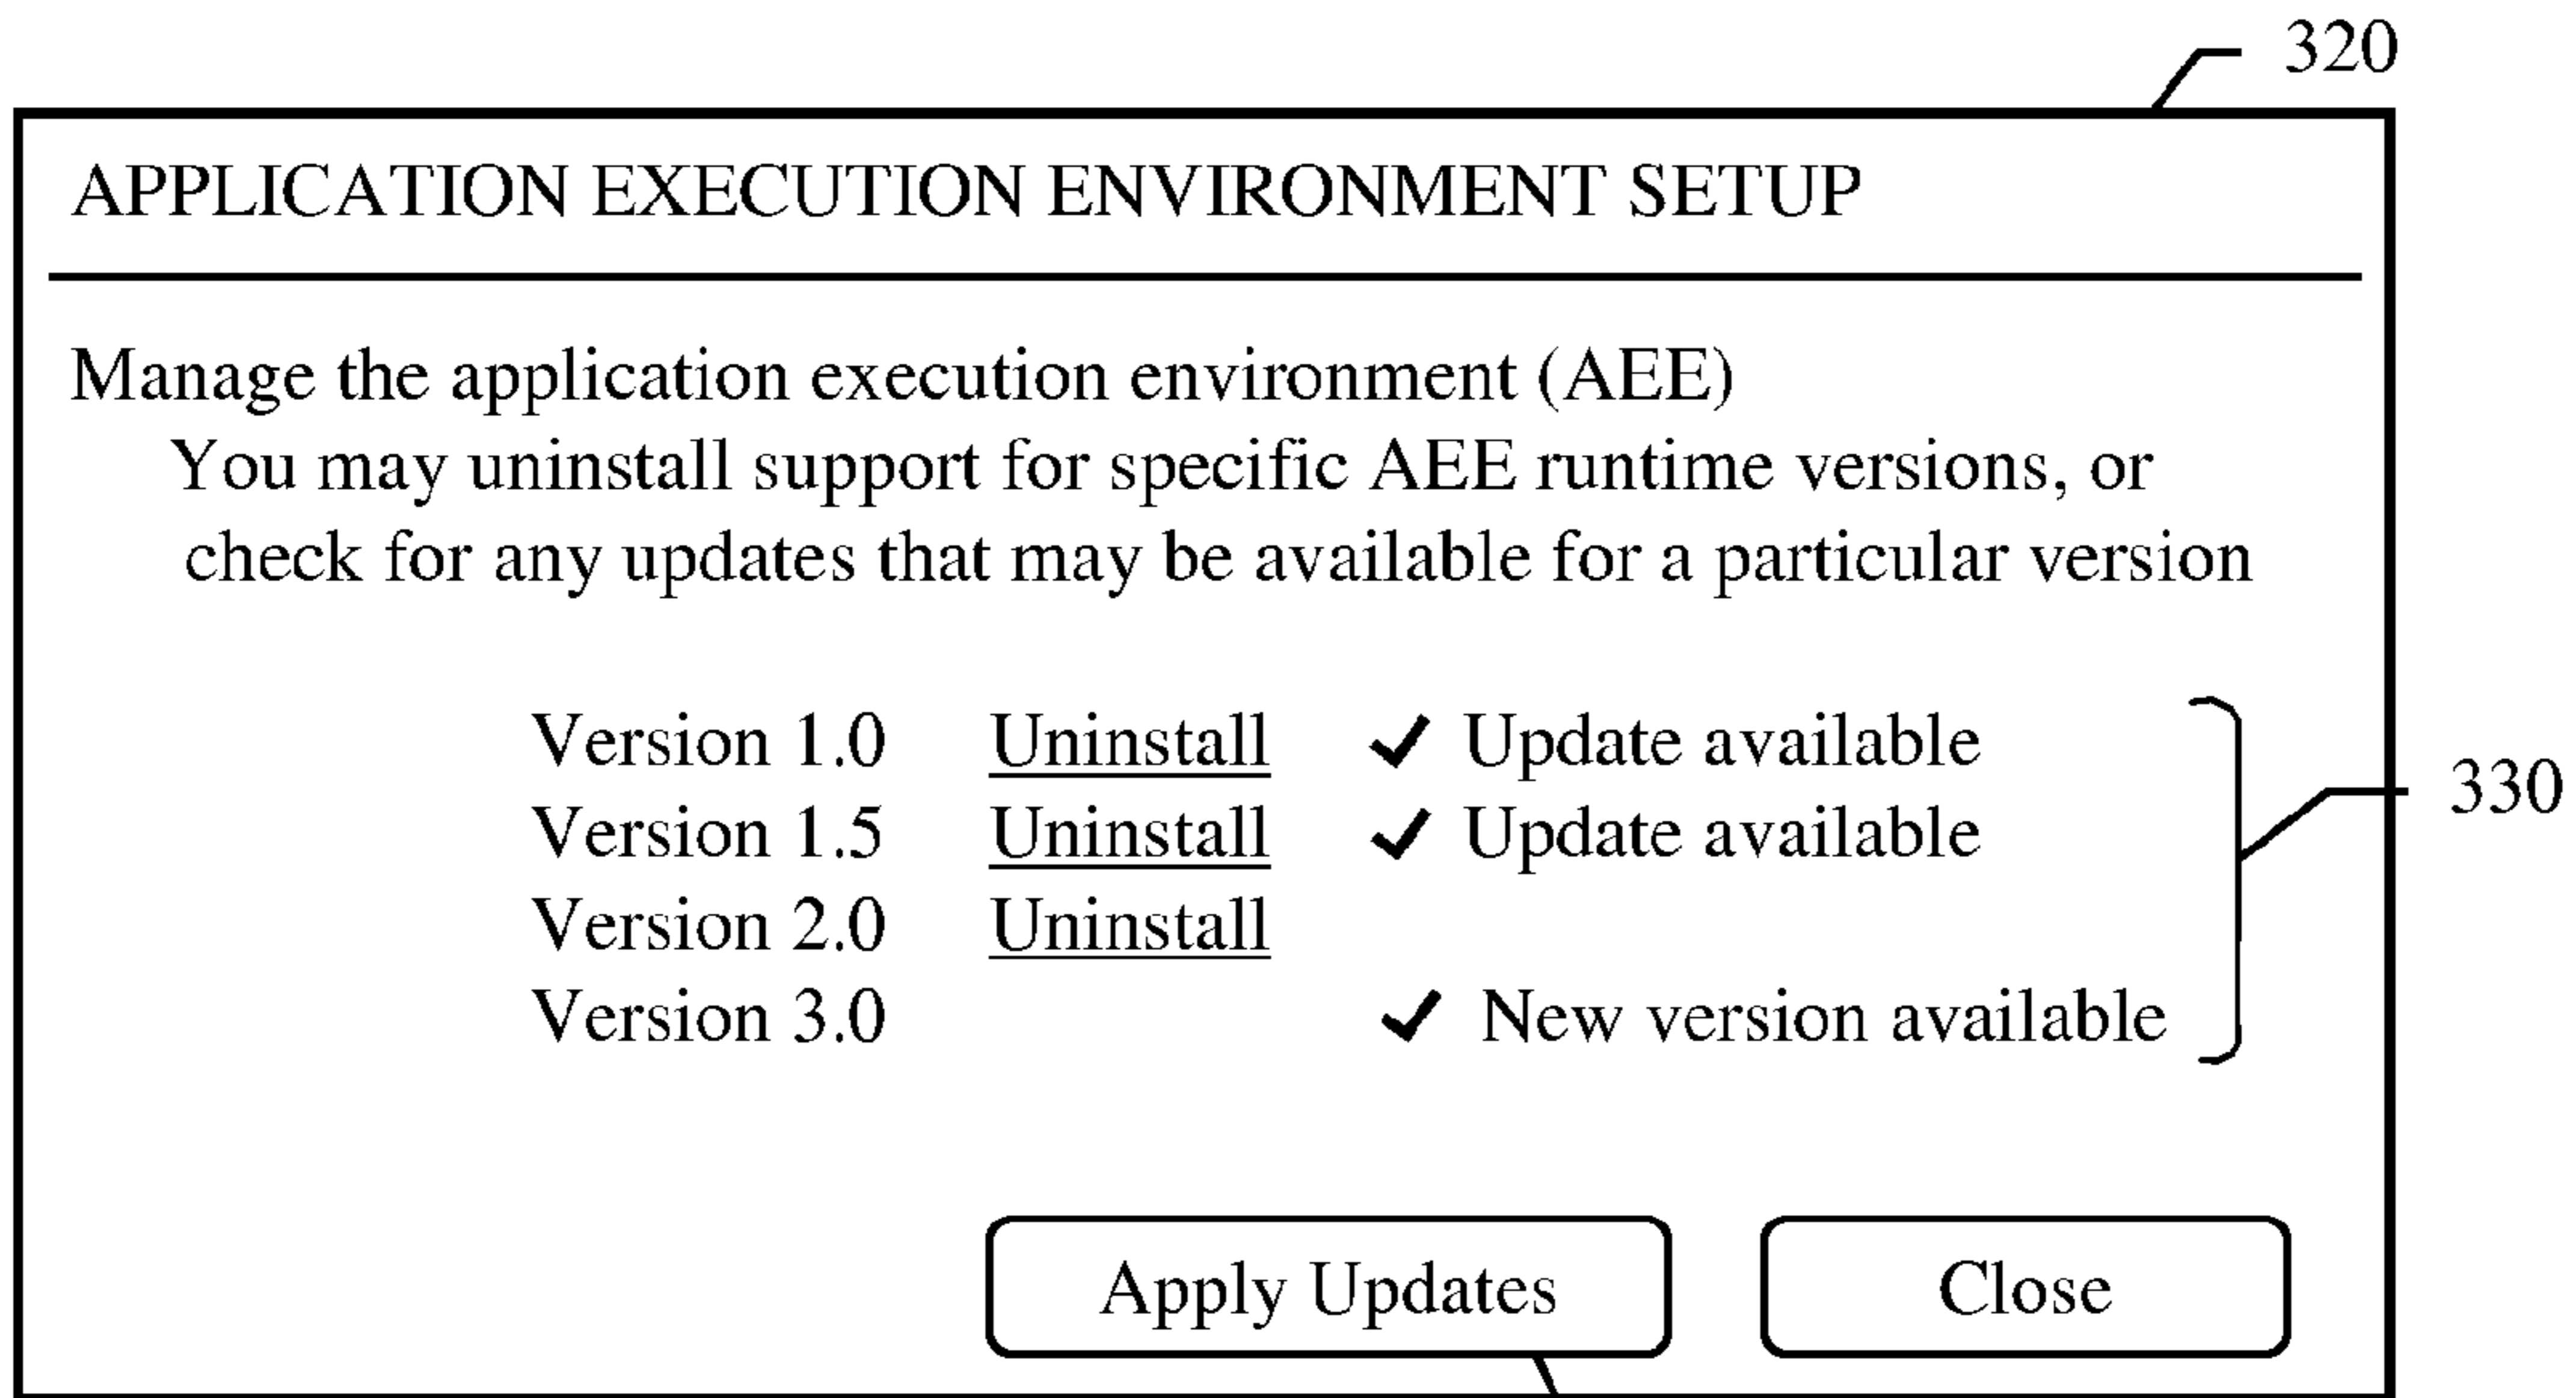 320
APPLICATION EXECUTION ENVIRONMENT SETUP
Manage the application execution environment (AEE)
You may uninstall support for specific AEE runtime versions, or
check for any updates that may be available for a particular version
Version 1.0 Uninstall ✓ Update available
Version 1.5 Uninstall ✓ Update available
330
Version 2.0 Uninstall
Version 3.0 ✓ New version available
Apply Updates Close